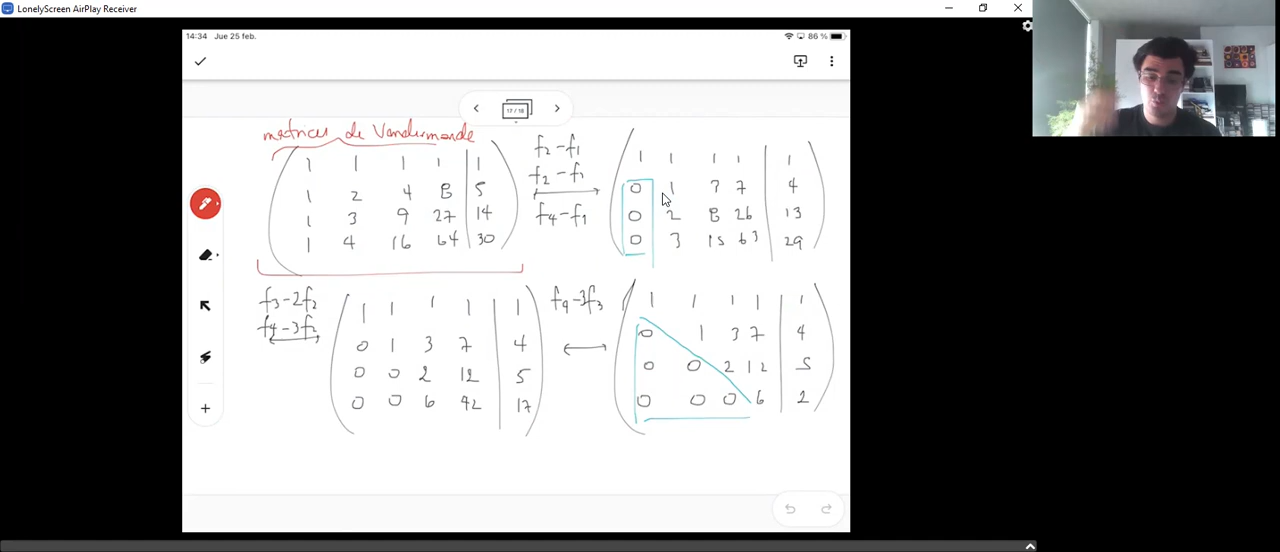 LonelyScreen AirPlay Receiver
14:34 Jue 25 feb.
86 %
17 / 18
matrices de Vandermonde
1 1 1 1 | 1
1 2 4 8 | 5
1 3 9 27 | 14
1 4 16 64 | 30
f2-f1
f2-f1
f4-f1
1 1 1 1 | 1
0 1 3 7 | 4
0 2 8 26 | 13
0 3 15 63 | 29
f3-2f2
f4-3f2
1 1 1 1 | 1
0 1 3 7 | 4
0 0 2 12 | 5
0 0 6 42 | 17
f4-3f3
1 1 1 1 | 1
0 1 3 7 | 4
0 0 2 12 | 5
0 0 0 6 | 2